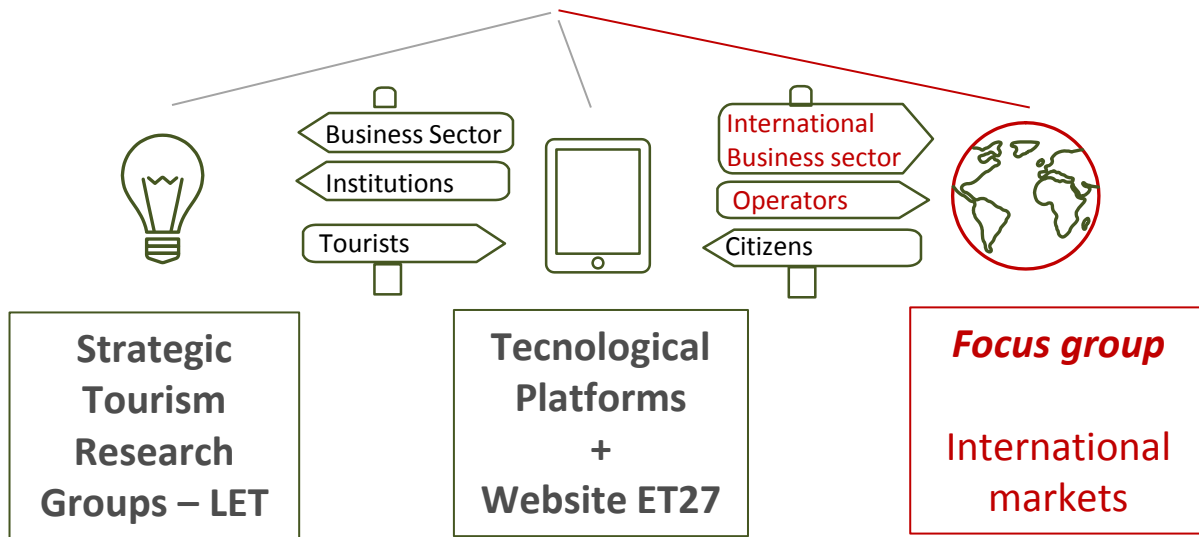 Business Sector
Institutions
Tourists
International
Business sector
Operators
Citizens
Strategic
Tourism
Research
Groups – LET
Tecnological
Platforms
+
Website ET27
Focus group
International
markets